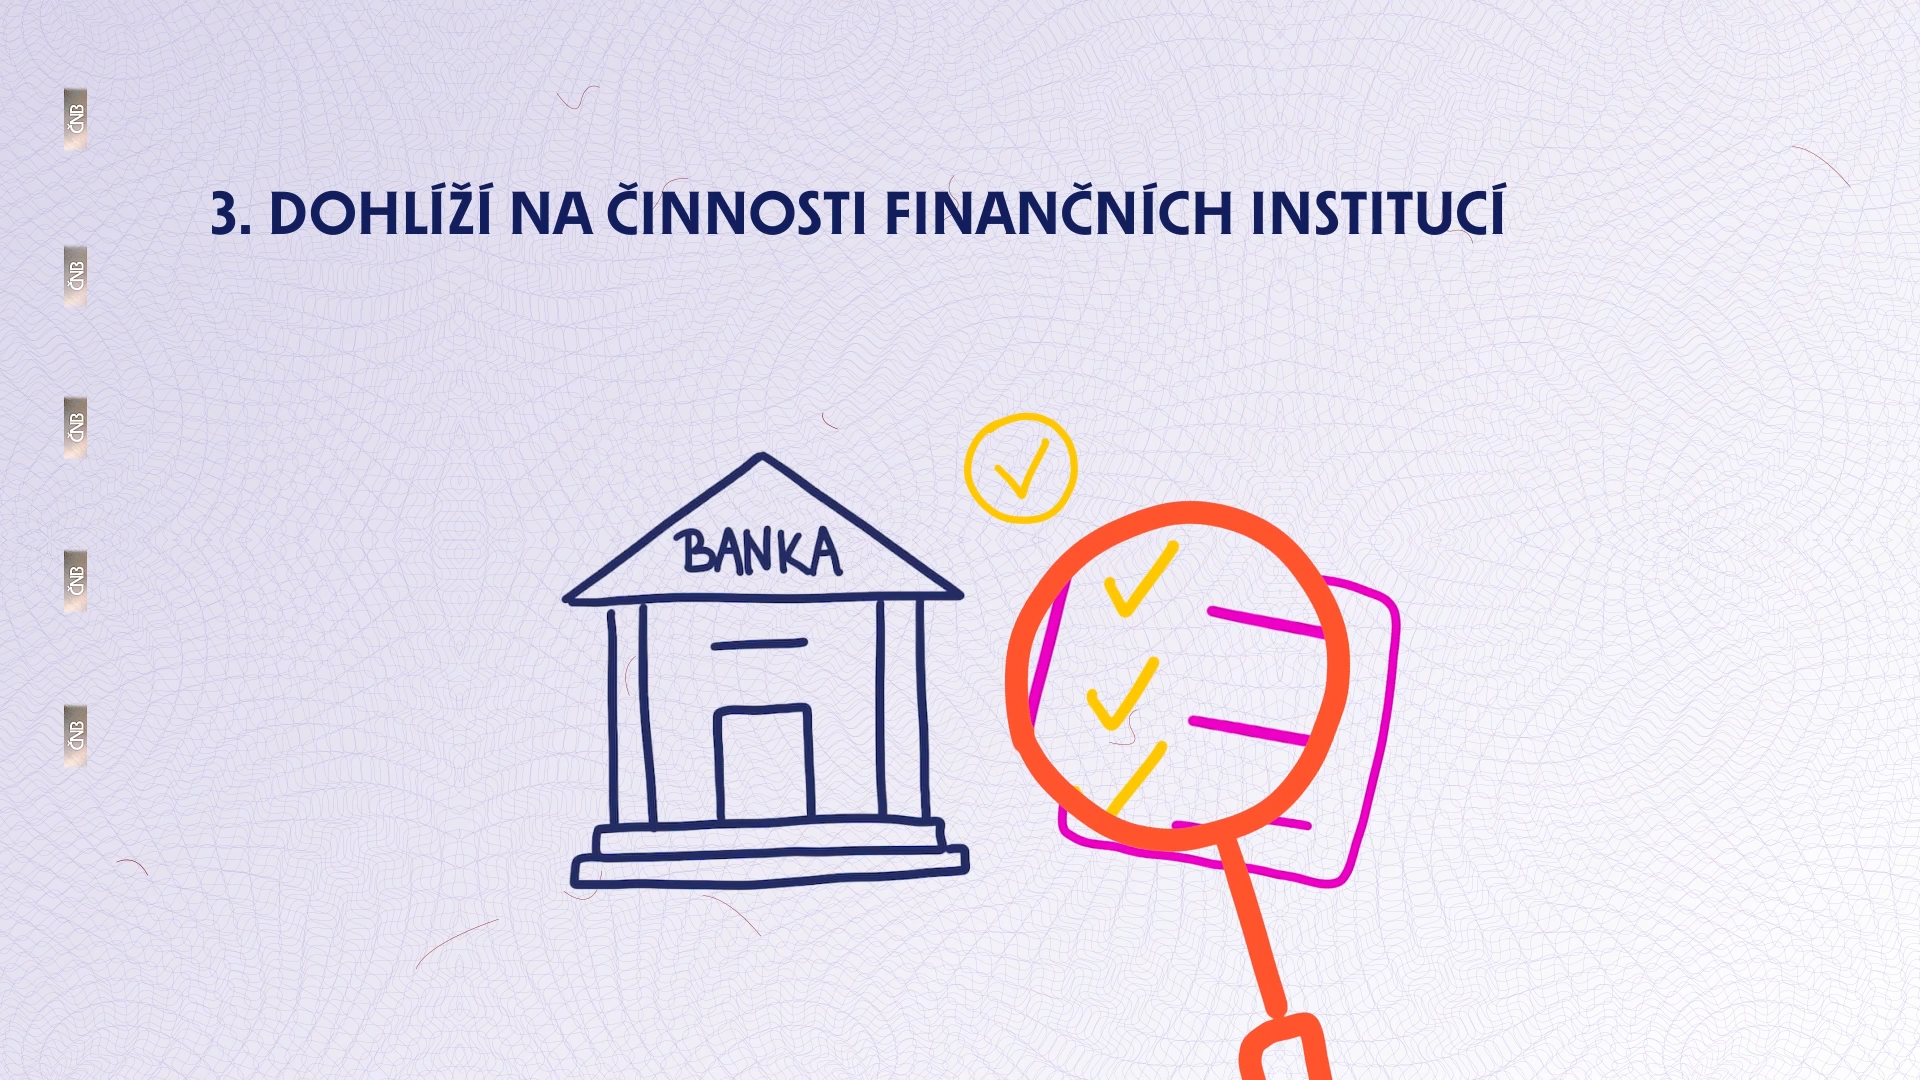 3. DOHLÍŽÍ NA ČINNOSTI FINANČNÍCH INSTITUCÍ
BANKA
ČNB
ČNB
ČNB
ČNB
ČNB